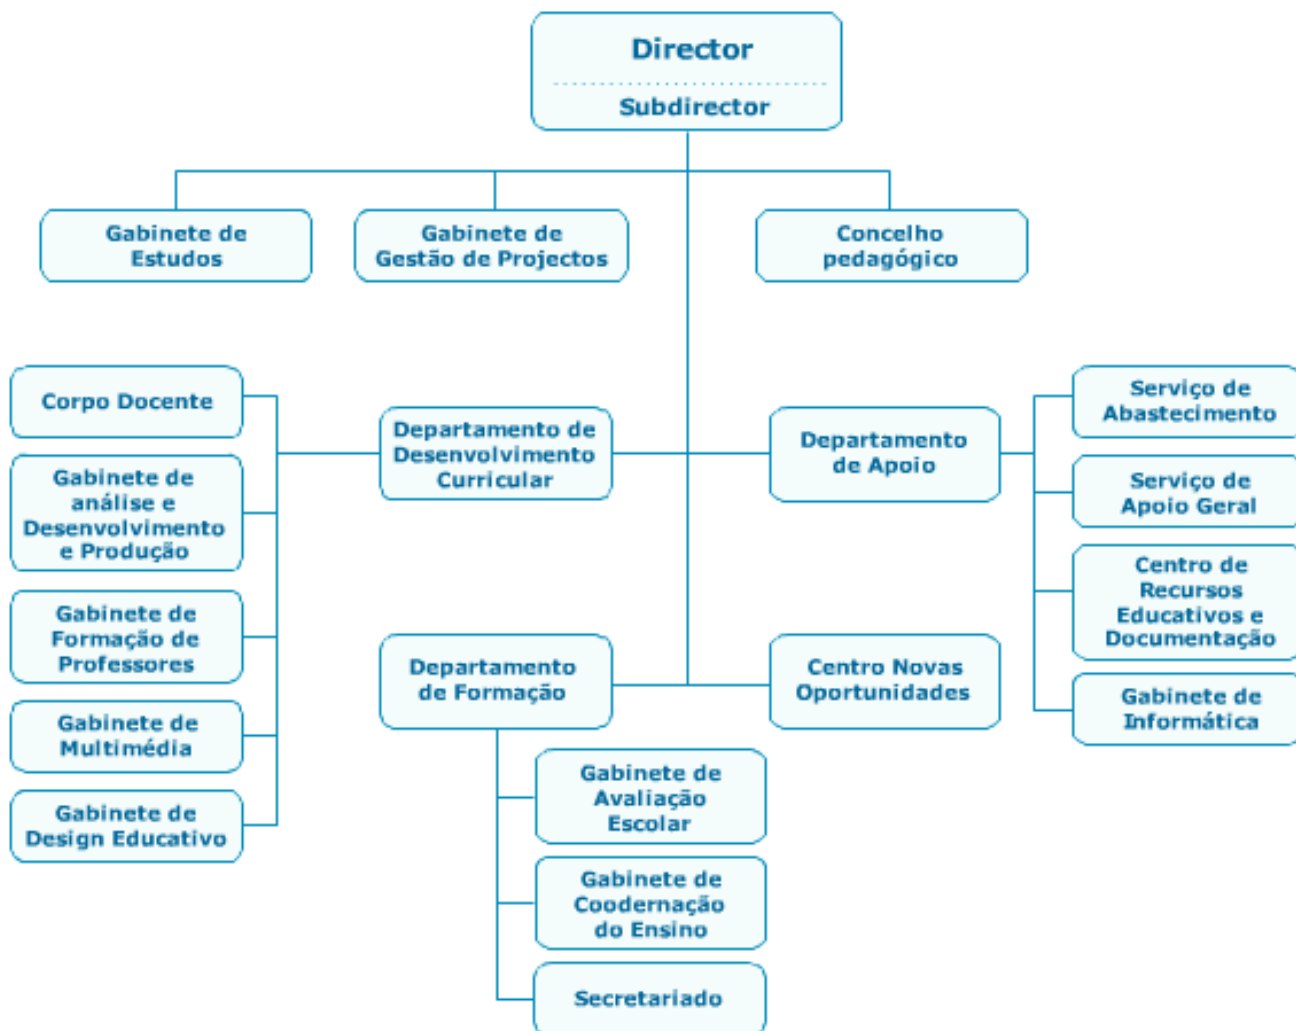 Director
Subdirector
Gabinete de
Estudos
Gabinete de
Gestão de Projectos
Concelho
pedagógico
Corpo Docente
Gabinete de
análise e
Desenvolvimento
e Produção
Gabinete de
Formação de
Professores
Gabinete de
Multimédia
Gabinete de
Design Educativo
Departamento de
Desenvolvimento
Curricular
Departamento
de Apoio
Serviço de
Abastecimento
Serviço de
Apoio Geral
Centro de
Recursos
Educativos e
Documentação
Gabinete de
Informática
Departamento
de Formação
Centro Novas
Oportunidades
Gabinete de
Avaliação
Escolar
Gabinete de
Coodernação
do Ensino
Secretariado